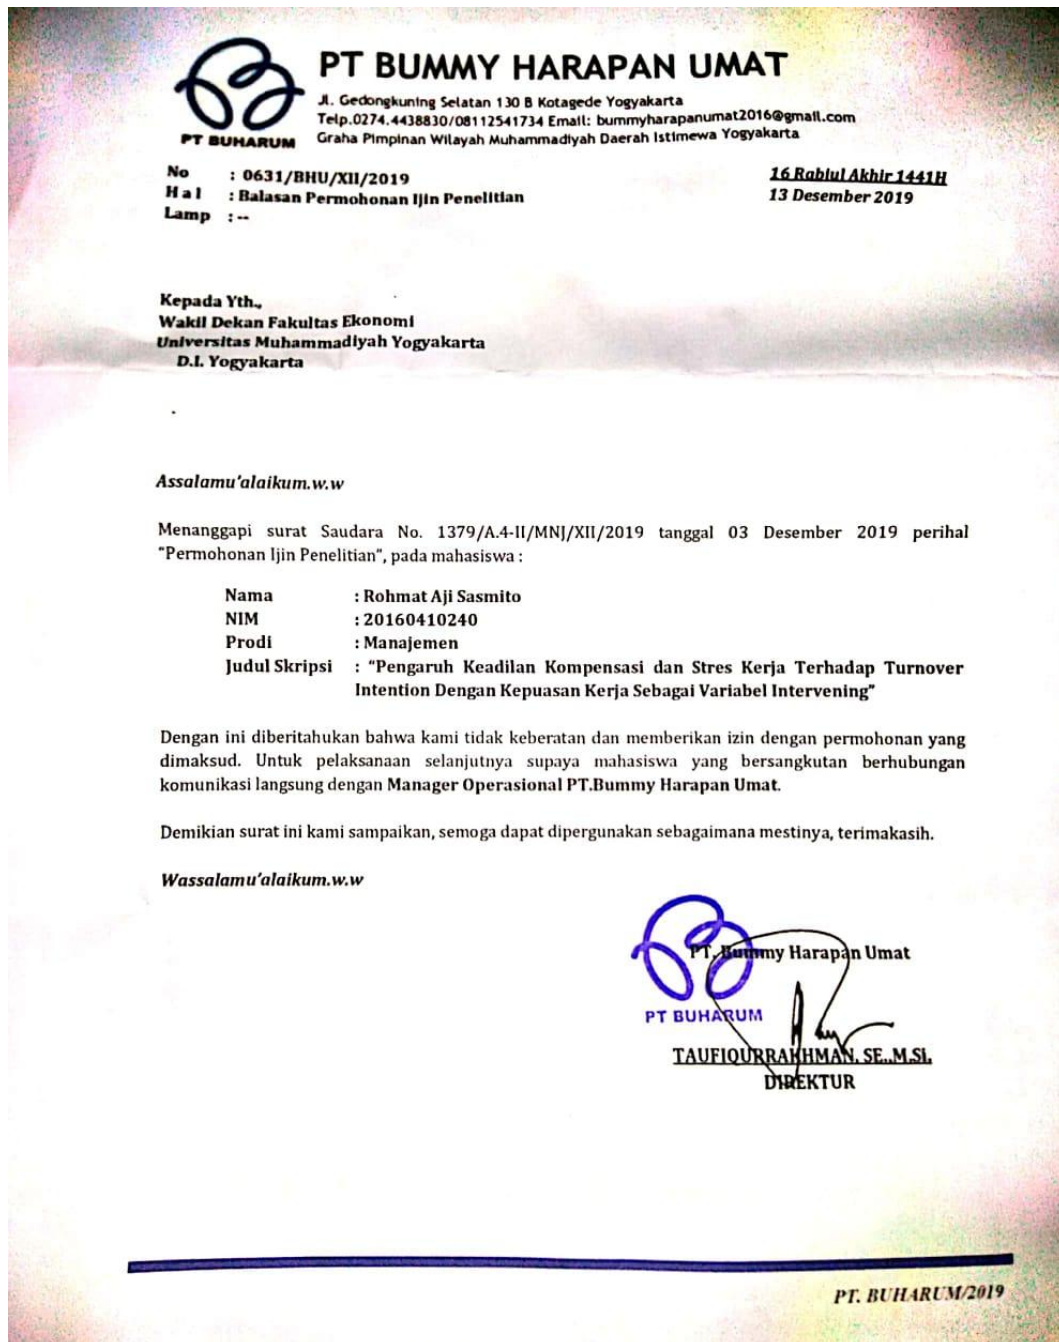 PT BUMMY HARAPAN UMAT
Jl. Gedongkuning Selatan 130 B Kotagede Yogyakarta
Telp.0274.4438830/08112541734 Email: bummyharapanumat2016@gmail.com
Graha Pimpinan Wilayah Muhammadiyah Daerah Istimewa Yogyakarta
PT BUHARUM
No : 0631/BHU/XII/2019
H a l : Balasan Permohonan Ijin Penelitian
Lamp : --
16 Rabiul Akhir 1441H
13 Desember 2019
Kepada Yth.,
Wakil Dekan Fakultas Ekonomi
Universitas Muhammadiyah Yogyakarta
D.I. Yogyakarta
Assalamu'alaikum.w.w
Menanggapi surat Saudara No. 1379/A.4-II/MNJ/XII/2019 tanggal 03 Desember 2019 perihal
"Permohonan Ijin Penelitian", pada mahasiswa :
Nama : Rohmat Aji Sasmito
NIM : 20160410240
Prodi : Manajemen
Judul Skripsi : "Pengaruh Keadilan Kompensasi dan Stres Kerja Terhadap Turnover
Intention Dengan Kepuasan Kerja Sebagai Variabel Intervening"
Dengan ini diberitahukan bahwa kami tidak keberatan dan memberikan izin dengan permohonan yang
dimaksud. Untuk pelaksanaan selanjutnya supaya mahasiswa yang bersangkutan berhubungan
komunikasi langsung dengan Manager Operasional PT.Bummy Harapan Umat.
Demikian surat ini kami sampaikan, semoga dapat dipergunakan sebagaimana mestinya, terimakasih.
Wassalamu'alaikum.w.w
PT. Bummy Harapan Umat
PT BUHARUM
TAUFIQURRAKHMAN. SE..M.Si.
DIREKTUR
PT. BUHARUM/2019